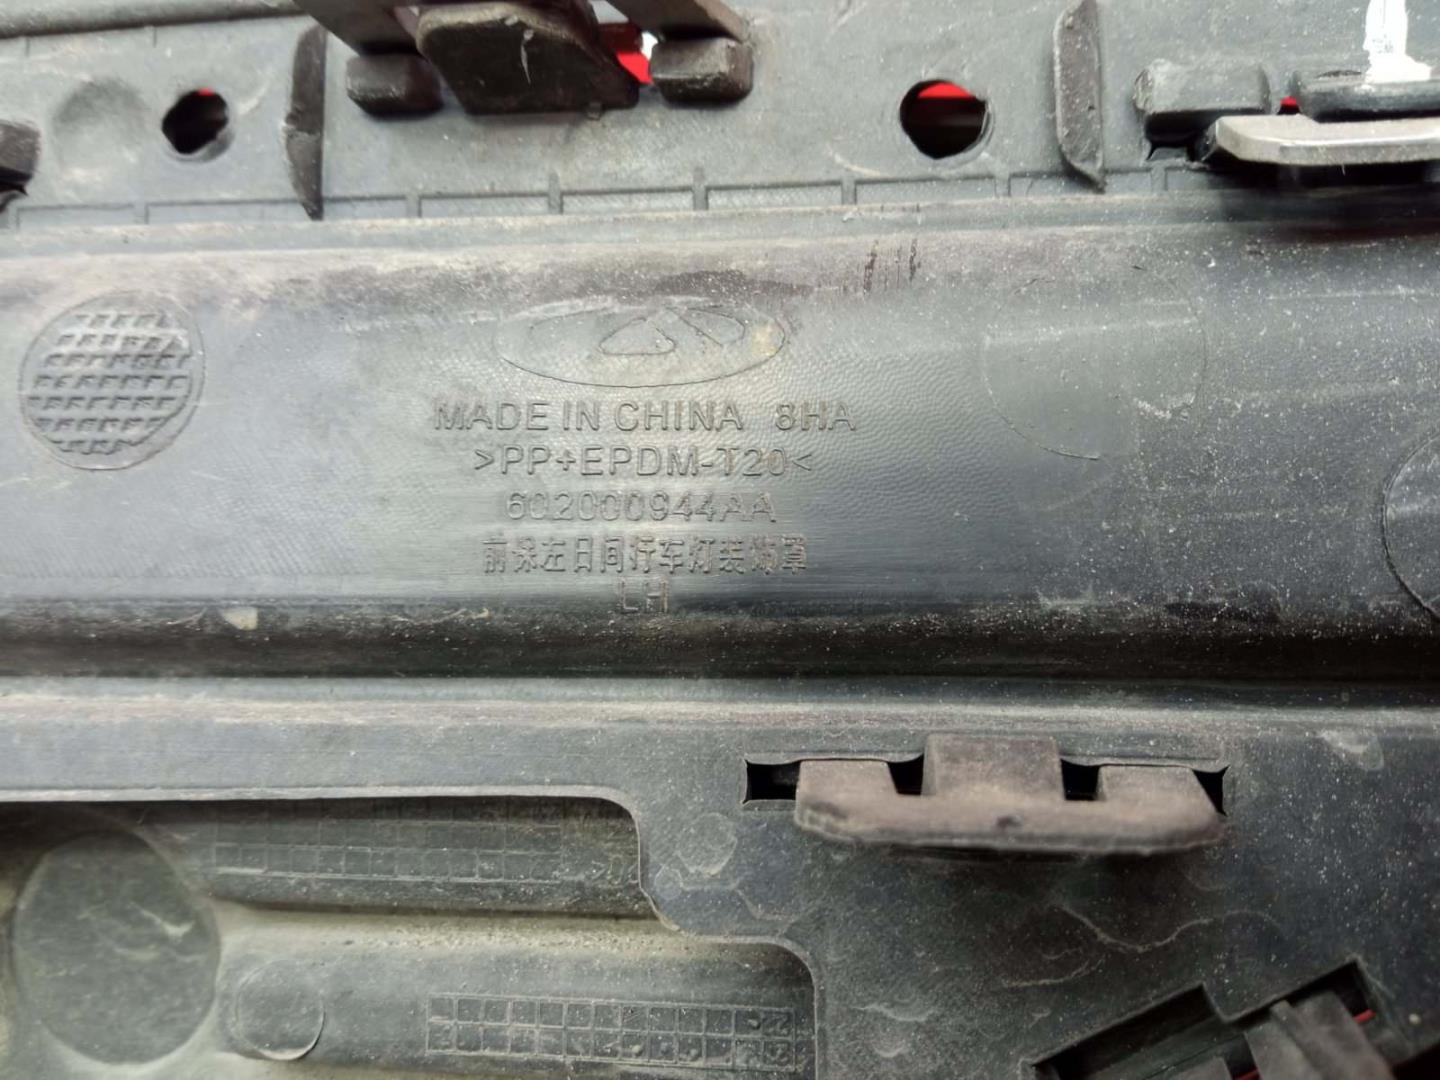 MADE IN CHINA 8HA
>PP+EPDM-T20<
602000944AA
前保左日间行车灯装饰罩
LH